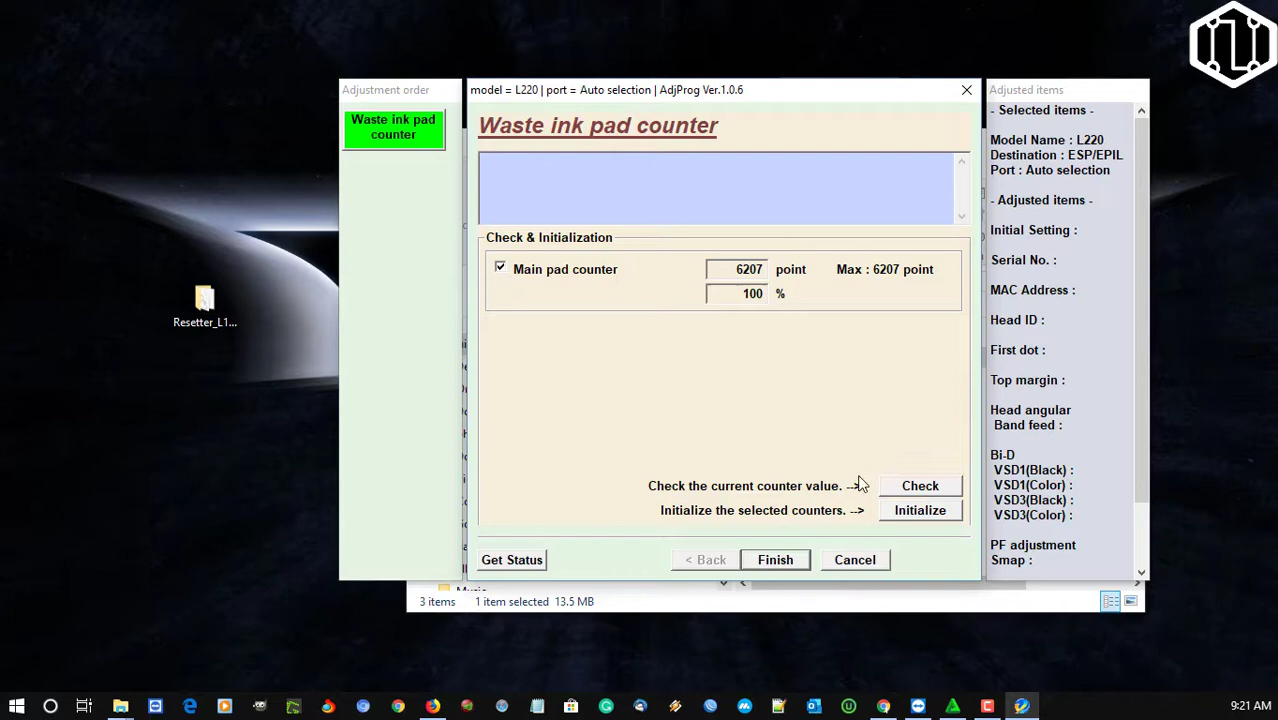 Adjustment order
Waste ink pad
counter
model = L220 | port = Auto selection | AdjProg Ver.1.0.6
Waste ink pad counter
Check & Initialization
Main pad counter
6207 point Max : 6207 point
100 %
Check the current counter value. --> Check
Initialize the selected counters. --> Initialize
Get Status < Back Finish Cancel
Adjusted items
- Selected items -
Model Name : L220
Destination : ESP/EPIL
Port : Auto selection
- Adjusted items -
Initial Setting :
Serial No. :
MAC Address :
Head ID :
First dot :
Top margin :
Head angular
Band feed :
Bi-D
VSD1(Black) :
VSD1(Color) :
VSD3(Black) :
VSD3(Color) :
PF adjustment
Smap :
Resetter_L1...
3 items 1 item selected 13.5 MB
9:21 AM